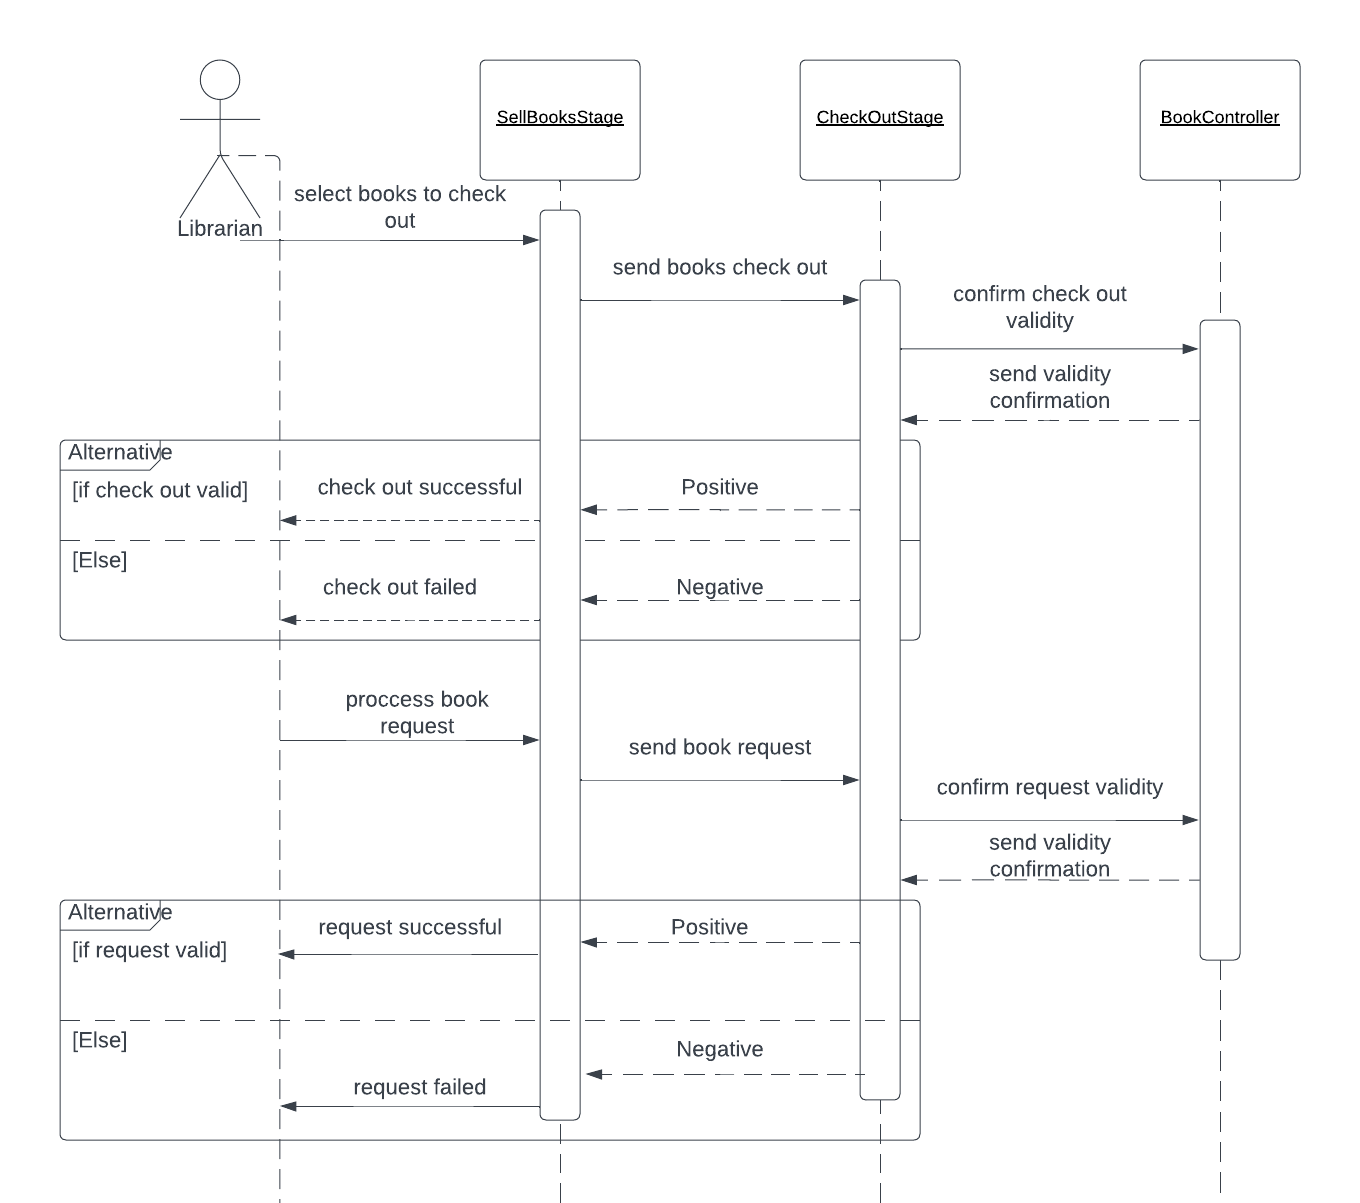 SellBooksStage
CheckOutStage
BookController
Librarian
select books to check
out
send books check out
confirm check out
validity
send validity
confirmation
Alternative
[if check out valid]
check out successful
Positive
[Else]
check out failed
Negative
proccess book
request
send book request
confirm request validity
send validity
confirmation
Alternative
[if request valid]
request successful
Positive
[Else]
Negative
request failed